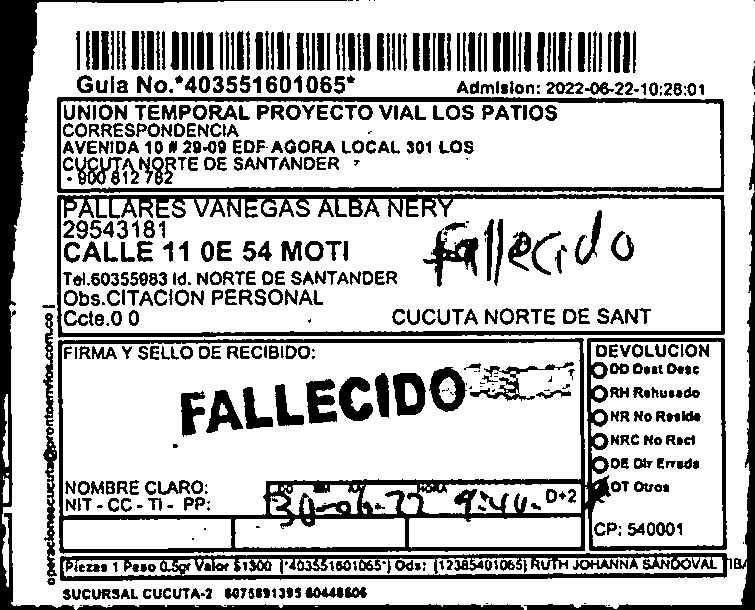 Guia No.*403551601065*
Admision: 2022-06-22-10:28:01
UNION TEMPORAL PROYECTO VIAL LOS PATIOS
CORRESPONDENCIA
AVENIDA 10 # 29-09 EDF AGORA LOCAL 301 LOS
CUCUTA NORTE DE SANTANDER
- 900 812 782
PALLARES VANEGAS ALBA NERY
29543181
CALLE 11 0E 54 MOTI
Fallecido
Tel.60355983 Id. NORTE DE SANTANDER
Obs.CITACION PERSONAL
Ccte.0 0
CUCUTA NORTE DE SANT
operacionescucuta@prontoenvios.com.co
FIRMA Y SELLO DE RECIBIDO:
FALLECIDO
DEVOLUCION
DD Dest Desc
RH Rehusado
NR No Reside
NRC No Recl
DE Dir Errada
OT Otros
NOMBRE CLARO:
NIT - CC - TI - PP:
HORA
30-06-22 9:40-
D+2
CP: 540001
Piezas 1 Peso 0.5gr Valor $1300 (*403551601065*) Ods: (12385401065) RUTH JOHANNA SANDOVAL
SUCURSAL CUCUTA-2 6075891395 60448606